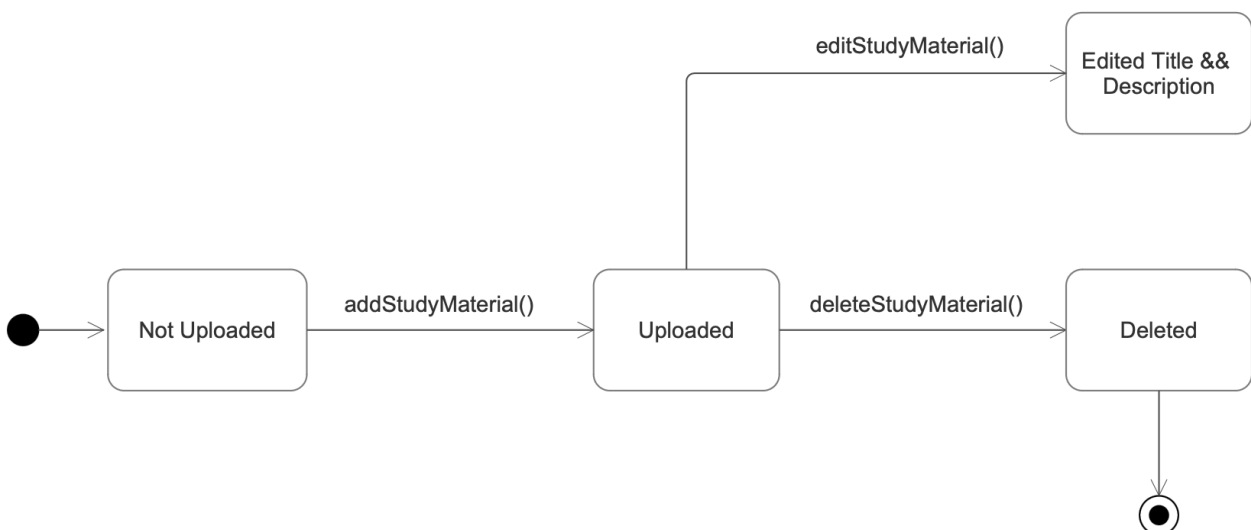 editStudyMaterial()
Edited Title &&
Description
Not Uploaded
addStudyMaterial()
Uploaded
deleteStudyMaterial()
Deleted